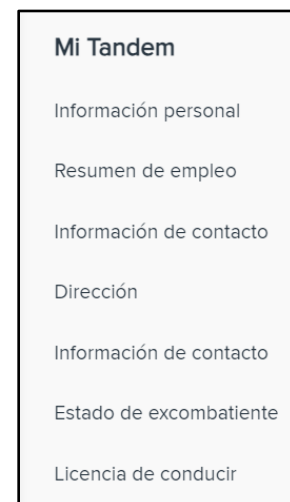 Mi Tandem
Información personal
Resumen de empleo
Información de contacto
Dirección
Información de contacto
Estado de excombatiente
Licencia de conducir